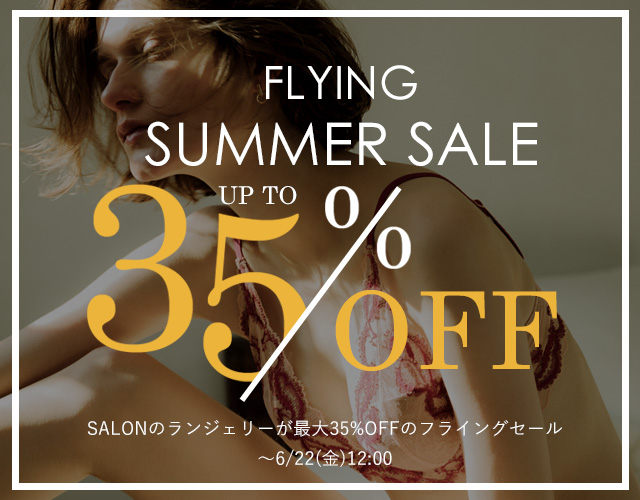 FLYING
SUMMER SALE
UP TO
35%
OFF
SALONのランジェリーが最大35%OFFのフライングセール
〜6/22(金)12:00